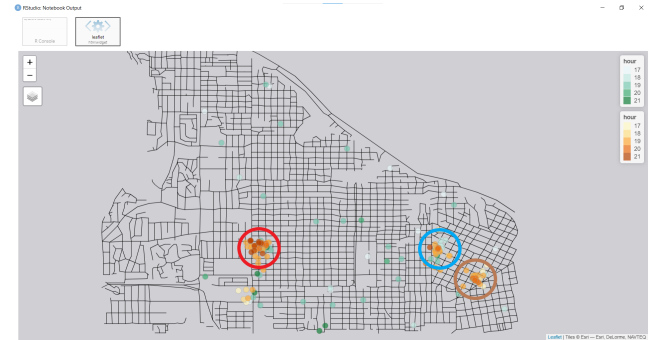 RStudio: Notebook Output
R Console
leaflet
htmlwidget
+
−
hour
17
18
19
20
21
hour
17
18
19
20
21
Leaflet | Tiles © Esri — Esri, DeLorme, NAVTEQ